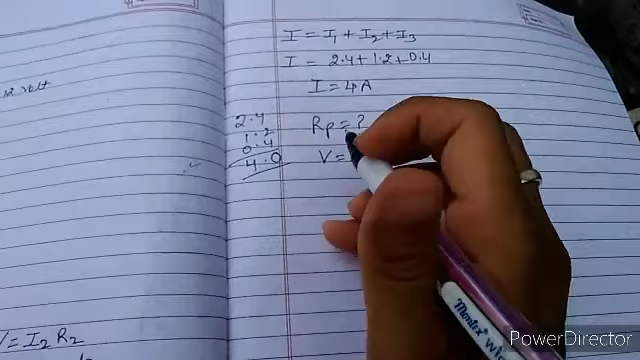 volt
V = I₂ R₂
I = I₁ + I₂ + I₃
I = 2.4 + 1.2 + 0.4
I = 4A
2.4
1.2
0.4
4.0
Rp = ?
V =
Montex
PowerDirector